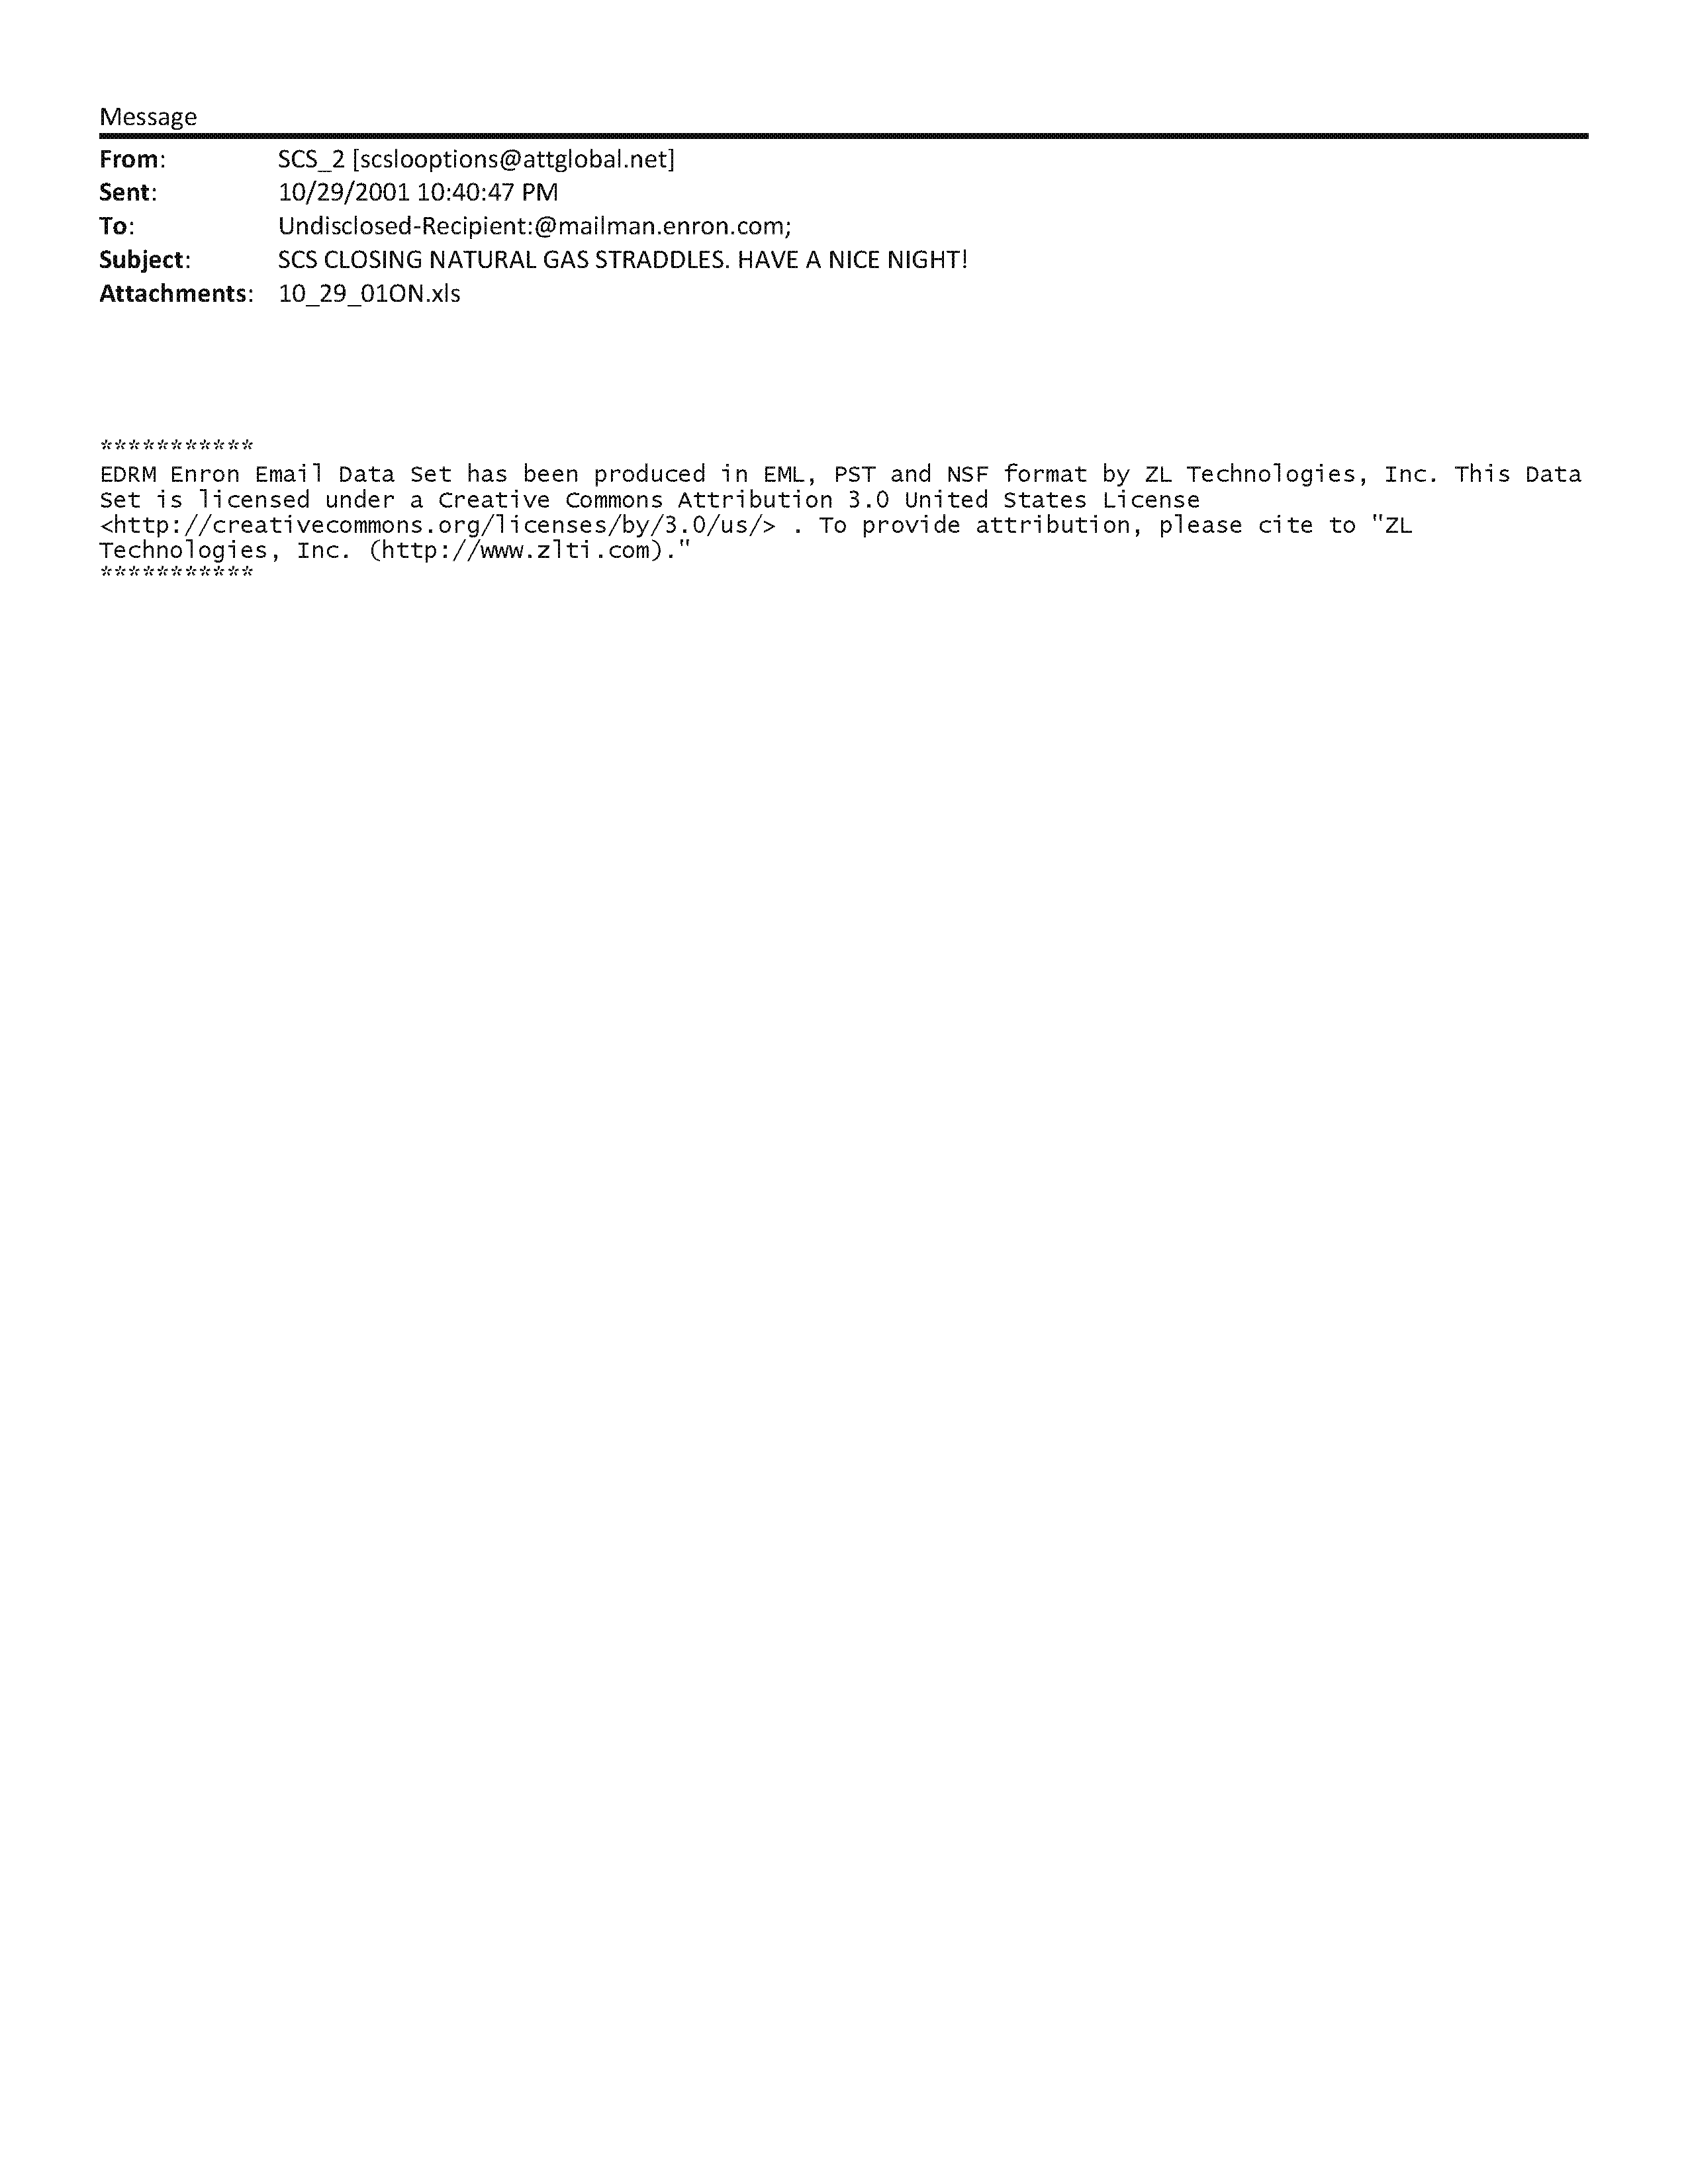 Message
From: SCS_2 [scslooptions@attglobal.net]
Sent: 10/29/2001 10:40:47 PM
To: Undisclosed-Recipient:@mailman.enron.com;
Subject: SCS CLOSING NATURAL GAS STRADDLES. HAVE A NICE NIGHT!
Attachments: 10_29_01ON.xls
***********
EDRM Enron Email Data Set has been produced in EML, PST and NSF format by ZL Technologies, Inc. This Data
Set is licensed under a Creative Commons Attribution 3.0 United States License
<http://creativecommons.org/licenses/by/3.0/us/> . To provide attribution, please cite to "ZL
Technologies, Inc. (http://www.zlti.com)."
***********